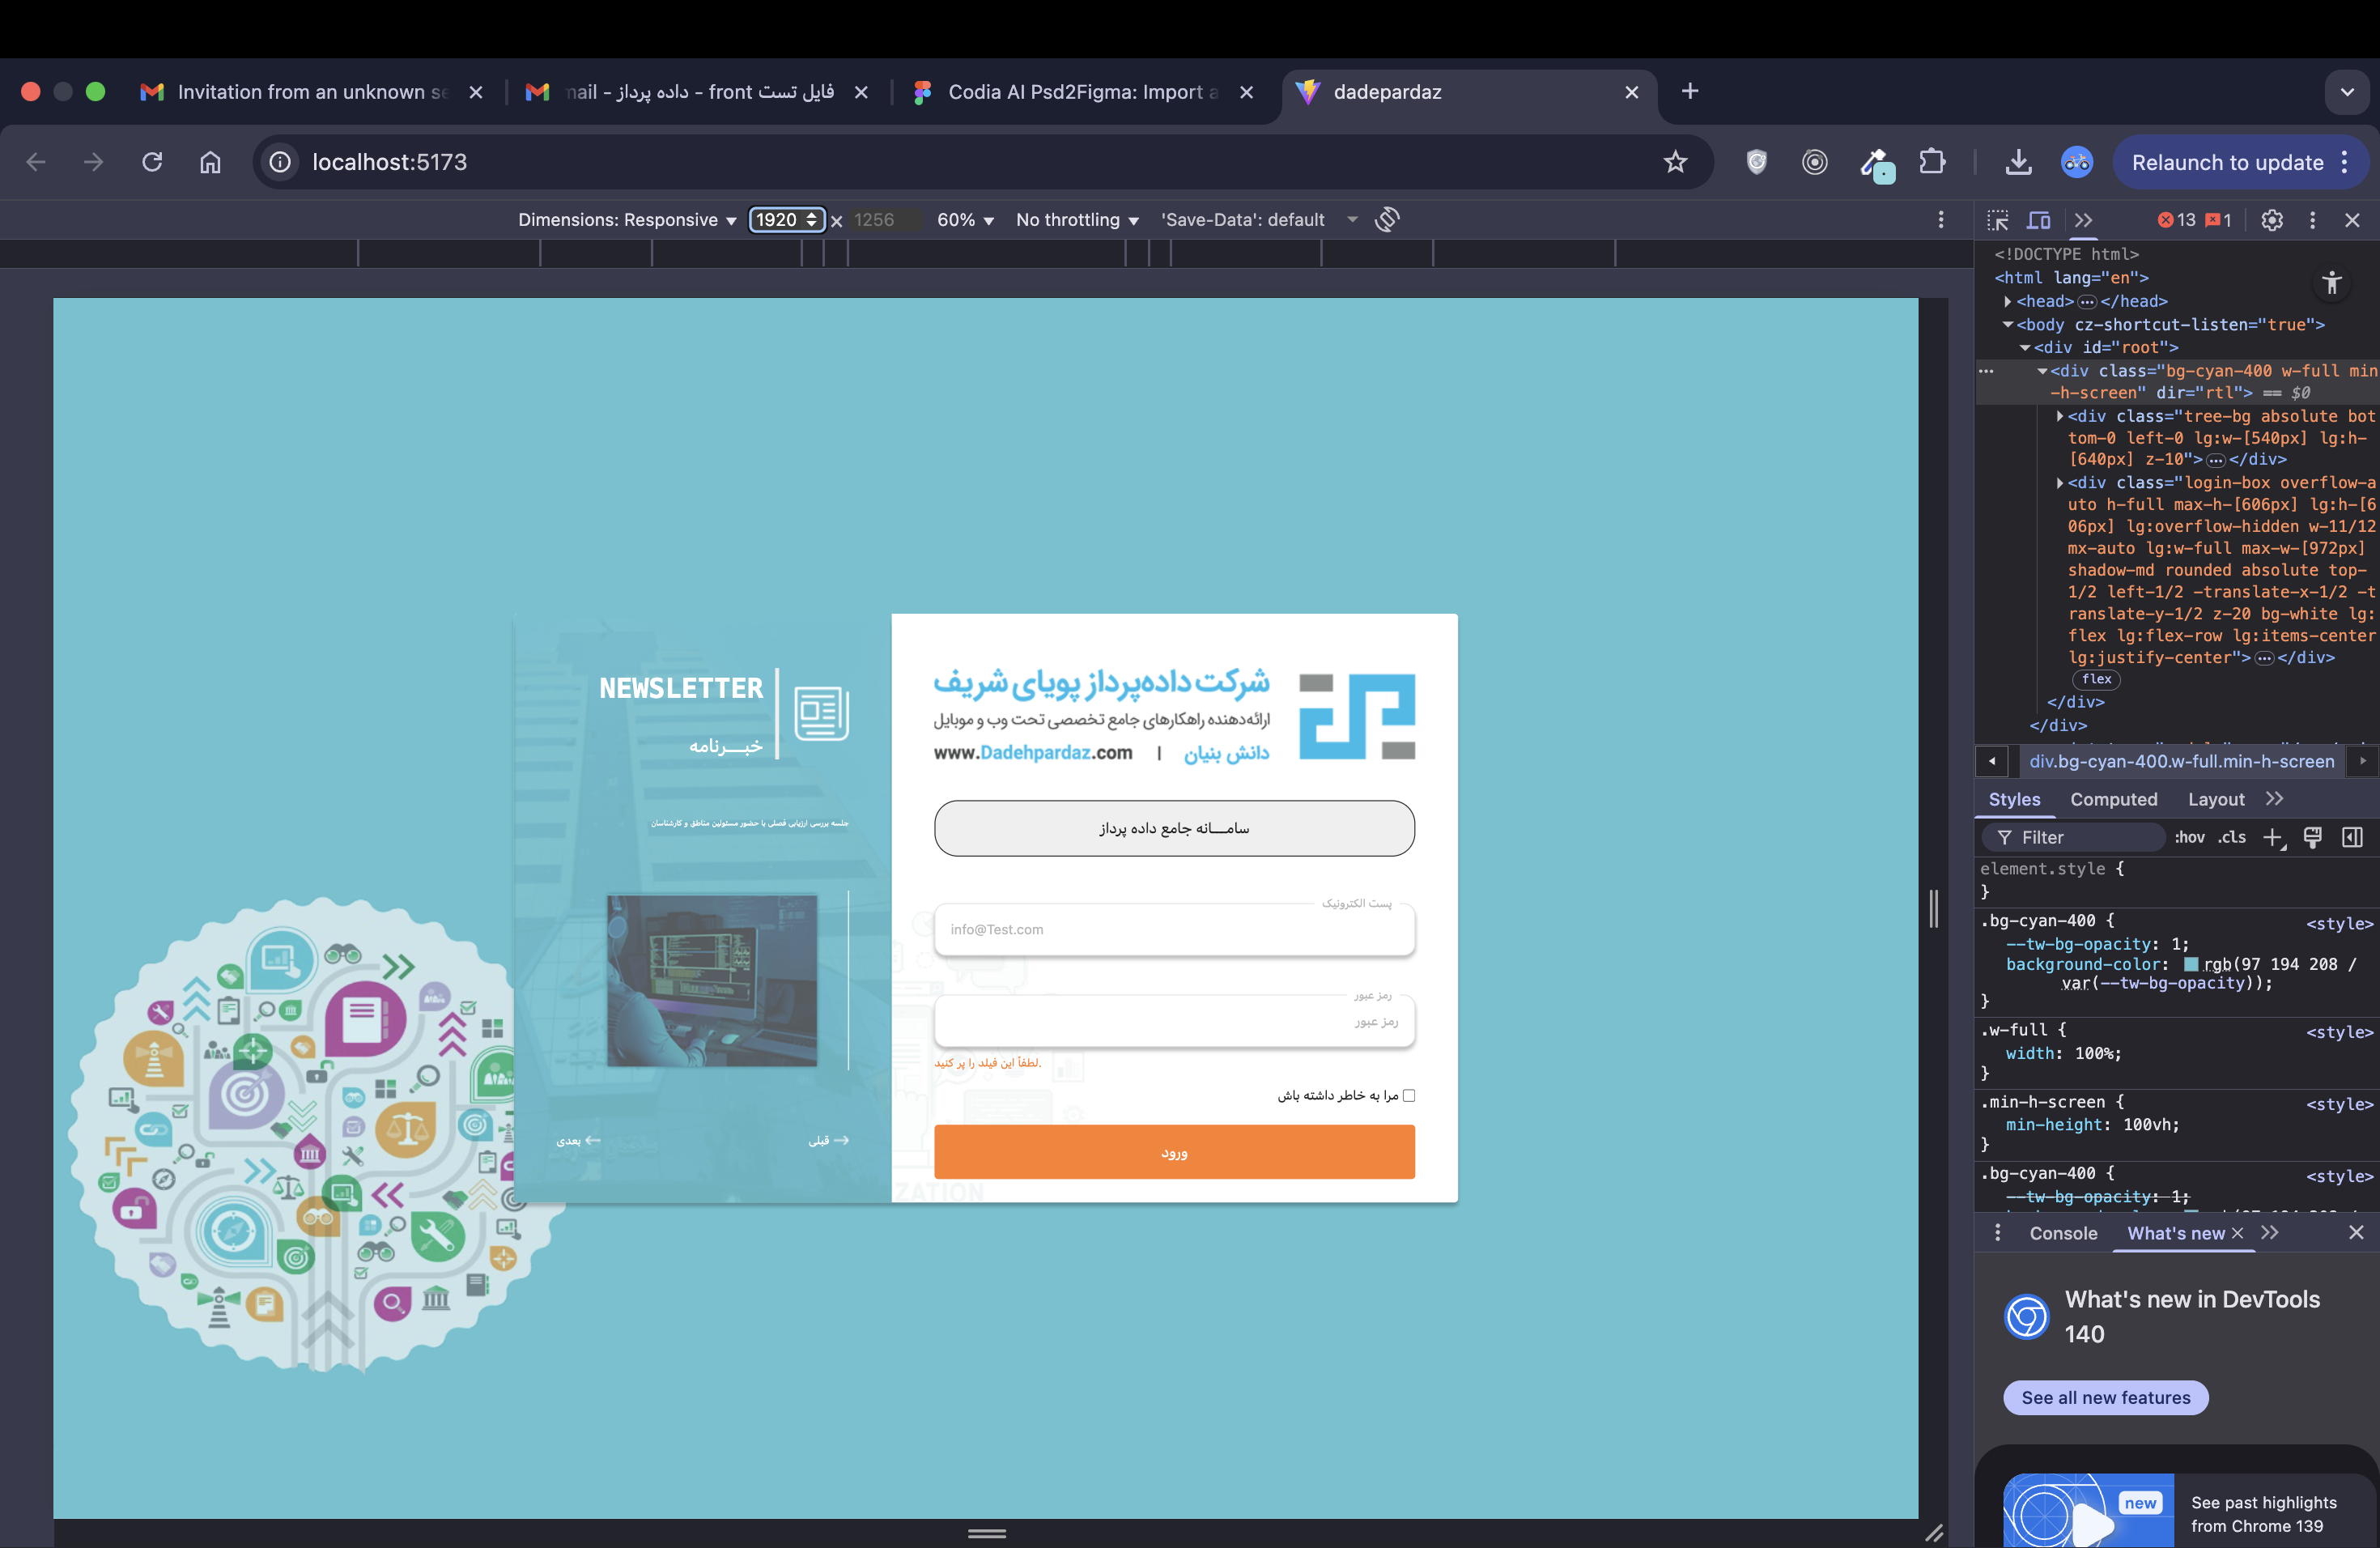 Invitation from an unknown se
mail - داده پرداز - front فایل تست
Codia AI Psd2Figma: Import a
dadepardaz
localhost:5173
Relaunch to update
Dimensions: Responsive
1920
1256
60%
No throttling
'Save-Data': default
13
1
NEWSLETTER
خبـــرنامه
جلسه بررسی ارزیابی فصلی با حضور مسئولین مناطق و کارشناسان
قبلی
بعدی
شرکت داده‌پرداز پویای شریف
ارائه‌دهنده راهکارهای جامع تخصصی تحت وب و موبایل
دانش بنیان | www.Dadehpardaz.com
سامـــانه جامع داده پرداز
پست الکترونیک
info@Test.com
رمز عبور
رمز عبور
لطفاً این فیلد را پر کنید.
مرا به خاطر داشته باش
ورود
ZATION
<!DOCTYPE html>
<html lang="en">
<head>…</head>
<body cz-shortcut-listen="true">
<div id="root">
<div class="bg-cyan-400 w-full min
-h-screen" dir="rtl"> == $0
<div class="tree-bg absolute bot
tom-0 left-0 lg:w-[540px] lg:h-
[640px] z-10">…</div>
<div class="login-box overflow-a
uto h-full max-h-[606px] lg:h-[6
06px] lg:overflow-hidden w-11/12
mx-auto lg:w-full max-w-[972px]
shadow-md rounded absolute top-
1/2 left-1/2 -translate-x-1/2 -t
ranslate-y-1/2 z-20 bg-white lg:
flex lg:flex-row lg:items-center
lg:justify-center">…</div>
flex
</div>
</div>
div.bg-cyan-400.w-full.min-h-screen
Styles
Computed
Layout
Filter
:hov
.cls
element.style {
}
.bg-cyan-400 { <style>
--tw-bg-opacity: 1;
background-color: rgb(97 194 208 /
var(--tw-bg-opacity));
}
.w-full { <style>
width: 100%;
}
.min-h-screen { <style>
min-height: 100vh;
}
.bg-cyan-400 { <style>
--tw-bg-opacity: 1;
Console
What's new
What's new in DevTools
140
See all new features
new
See past highlights
from Chrome 139